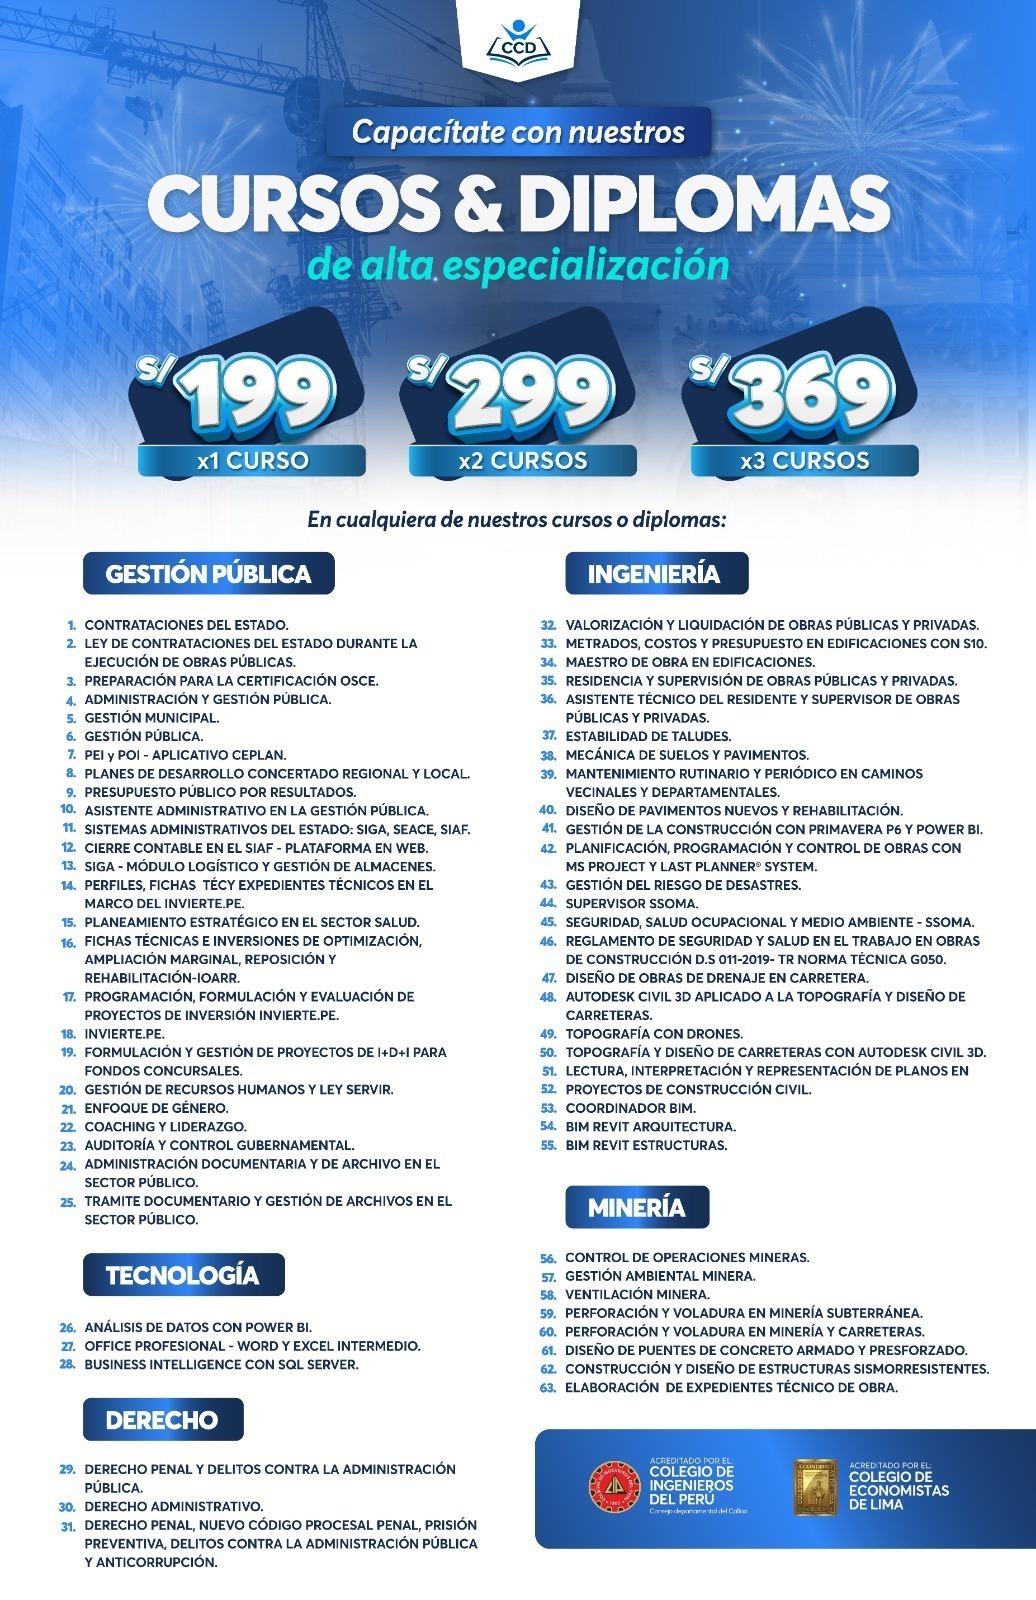 CCD
Capacítate con nuestros
CURSOS & DIPLOMAS
de alta especialización
S/199
x1 CURSO
S/299
x2 CURSOS
S/369
x3 CURSOS
En cualquiera de nuestros cursos o diplomas:
GESTIÓN PÚBLICA
1. CONTRATACIONES DEL ESTADO.
2. LEY DE CONTRATACIONES DEL ESTADO DURANTE LA
EJECUCIÓN DE OBRAS PÚBLICAS.
3. PREPARACIÓN PARA LA CERTIFICACIÓN OSCE.
4. ADMINISTRACIÓN Y GESTIÓN PÚBLICA.
5. GESTIÓN MUNICIPAL.
6. GESTIÓN PÚBLICA.
7. PEI y POI - APLICATIVO CEPLAN.
8. PLANES DE DESARROLLO CONCERTADO REGIONAL Y LOCAL.
9. PRESUPUESTO PÚBLICO POR RESULTADOS.
10. ASISTENTE ADMINISTRATIVO EN LA GESTIÓN PÚBLICA.
11. SISTEMAS ADMINISTRATIVOS DEL ESTADO: SIGA, SEACE, SIAF.
12. CIERRE CONTABLE EN EL SIAF - PLATAFORMA EN WEB.
13. SIGA - MÓDULO LOGÍSTICO Y GESTIÓN DE ALMACENES.
14. PERFILES, FICHAS TÉCY EXPEDIENTES TÉCNICOS EN EL
MARCO DEL INVIERTE.PE.
15. PLANEAMIENTO ESTRATÉGICO EN EL SECTOR SALUD.
16. FICHAS TÉCNICAS E INVERSIONES DE OPTIMIZACIÓN,
AMPLIACIÓN MARGINAL, REPOSICIÓN Y
REHABILITACIÓN-IOARR.
17. PROGRAMACIÓN, FORMULACIÓN Y EVALUACIÓN DE
PROYECTOS DE INVERSIÓN INVIERTE.PE.
18. INVIERTE.PE.
19. FORMULACIÓN Y GESTIÓN DE PROYECTOS DE I+D+I PARA
FONDOS CONCURSALES.
20. GESTIÓN DE RECURSOS HUMANOS Y LEY SERVIR.
21. ENFOQUE DE GÉNERO.
22. COACHING Y LIDERAZGO.
23. AUDITORÍA Y CONTROL GUBERNAMENTAL.
24. ADMINISTRACIÓN DOCUMENTARIA Y DE ARCHIVO EN EL
SECTOR PÚBLICO.
25. TRAMITE DOCUMENTARIO Y GESTIÓN DE ARCHIVOS EN EL
SECTOR PÚBLICO.
TECNOLOGÍA
26. ANÁLISIS DE DATOS CON POWER BI.
27. OFFICE PROFESIONAL - WORD Y EXCEL INTERMEDIO.
28. BUSINESS INTELLIGENCE CON SQL SERVER.
DERECHO
29. DERECHO PENAL Y DELITOS CONTRA LA ADMINISTRACIÓN
PÚBLICA.
30. DERECHO ADMINISTRATIVO.
31. DERECHO PENAL, NUEVO CÓDIGO PROCESAL PENAL, PRISIÓN
PREVENTIVA, DELITOS CONTRA LA ADMINISTRACIÓN PÚBLICA
Y ANTICORRUPCIÓN.
INGENIERÍA
32. VALORIZACIÓN Y LIQUIDACIÓN DE OBRAS PÚBLICAS Y PRIVADAS.
33. METRADOS, COSTOS Y PRESUPUESTO EN EDIFICACIONES CON S10.
34. MAESTRO DE OBRA EN EDIFICACIONES.
35. RESIDENCIA Y SUPERVISIÓN DE OBRAS PÚBLICAS Y PRIVADAS.
36. ASISTENTE TÉCNICO DEL RESIDENTE Y SUPERVISOR DE OBRAS
PÚBLICAS Y PRIVADAS.
37. ESTABILIDAD DE TALUDES.
38. MECÁNICA DE SUELOS Y PAVIMENTOS.
39. MANTENIMIENTO RUTINARIO Y PERIÓDICO EN CAMINOS
VECINALES Y DEPARTAMENTALES.
40. DISEÑO DE PAVIMENTOS NUEVOS Y REHABILITACIÓN.
41. GESTIÓN DE LA CONSTRUCCIÓN CON PRIMAVERA P6 Y POWER BI.
42. PLANIFICACIÓN, PROGRAMACIÓN Y CONTROL DE OBRAS CON
MS PROJECT Y LAST PLANNER® SYSTEM.
43. GESTIÓN DEL RIESGO DE DESASTRES.
44. SUPERVISOR SSOMA.
45. SEGURIDAD, SALUD OCUPACIONAL Y MEDIO AMBIENTE - SSOMA.
46. REGLAMENTO DE SEGURIDAD Y SALUD EN EL TRABAJO EN OBRAS
DE CONSTRUCCIÓN D.S 011-2019- TR NORMA TÉCNICA G050.
47. DISEÑO DE OBRAS DE DRENAJE EN CARRETERA.
48. AUTODESK CIVIL 3D APLICADO A LA TOPOGRAFÍA Y DISEÑO DE
CARRETERAS.
49. TOPOGRAFÍA CON DRONES.
50. TOPOGRAFÍA Y DISEÑO DE CARRETERAS CON AUTODESK CIVIL 3D.
51. LECTURA, INTERPRETACIÓN Y REPRESENTACIÓN DE PLANOS EN
52. PROYECTOS DE CONSTRUCCIÓN CIVIL.
53. COORDINADOR BIM.
54. BIM REVIT ARQUITECTURA.
55. BIM REVIT ESTRUCTURAS.
MINERÍA
56. CONTROL DE OPERACIONES MINERAS.
57. GESTIÓN AMBIENTAL MINERA.
58. VENTILACIÓN MINERA.
59. PERFORACIÓN Y VOLADURA EN MINERÍA SUBTERRÁNEA.
60. PERFORACIÓN Y VOLADURA EN MINERÍA Y CARRETERAS.
61. DISEÑO DE PUENTES DE CONCRETO ARMADO Y PRESFORZADO.
62. CONSTRUCCIÓN Y DISEÑO DE ESTRUCTURAS SISMORRESISTENTES.
63. ELABORACIÓN DE EXPEDIENTES TÉCNICO DE OBRA.
ACREDITADO POR EL:
COLEGIO DE
INGENIEROS
DEL PERÚ
Consejo departamental del Callao
ACREDITADO POR EL:
COLEGIO DE
ECONOMISTAS
DE LIMA